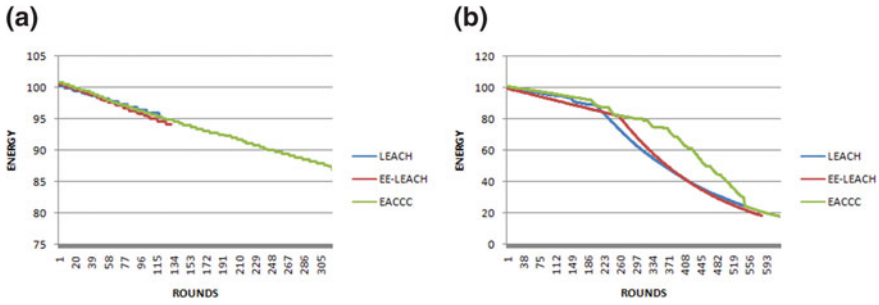 (a)
105
100
95
90
85
80
75
ENERGY
1 20 39 58 77 96 115 134 153 172 191 210 229 248 267 286 305
ROUNDS
LEACH
EE-LEACH
EACCC
(b)
120
100
80
60
40
20
0
ENERGY
1 38 75 112 149 186 223 260 297 334 371 408 445 482 519 556 593
ROUNDS
LEACH
EE-LEACH
EACCC